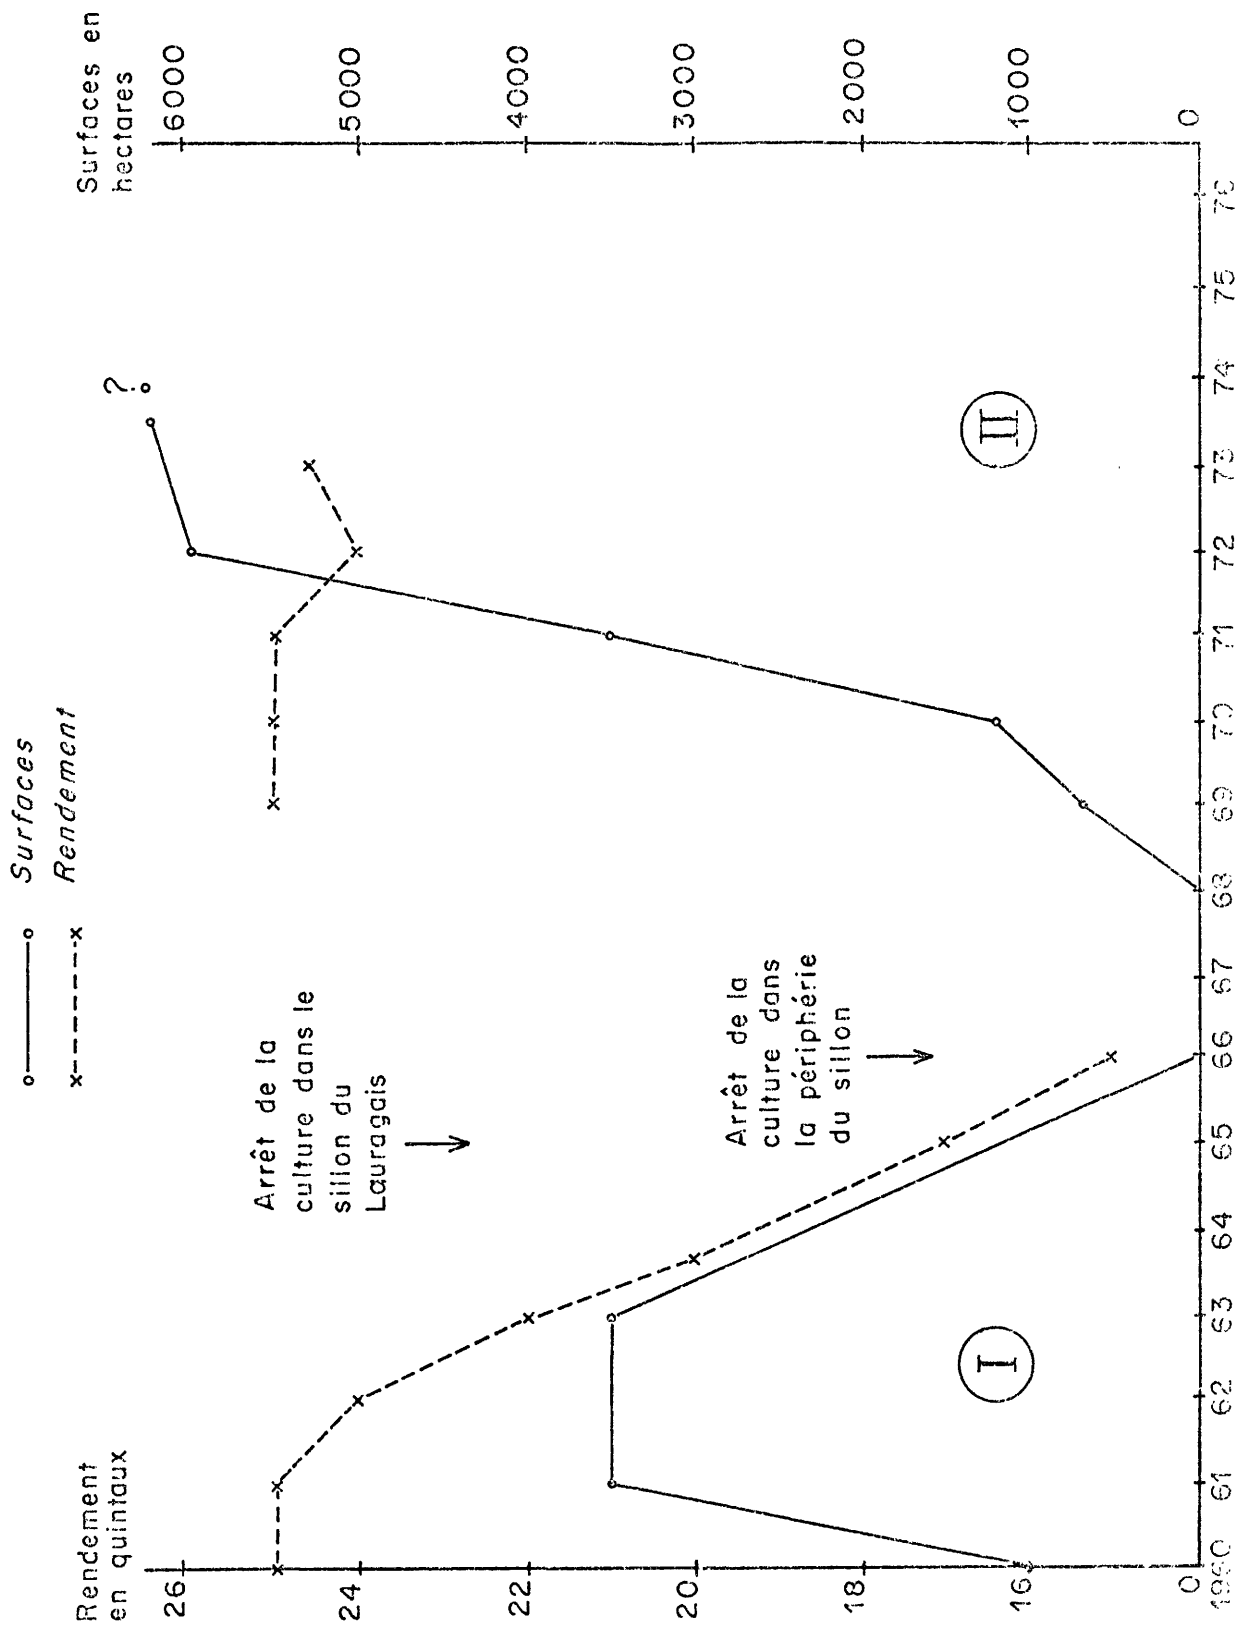 Surfaces
Rendement
Rendement
en quintaux
26
24
22
20
18
16
0
Surfaces en
hectares
6000
5000
4000
3000
2000
1000
0
?
Arrêt de la
culture dans le
sillon du
Lauragais
Arrêt de la
culture dans
la périphérie
du sillon
I
II
1960 61 62 63 64 65 66 67 68 69 70 71 72 73 74 75 76